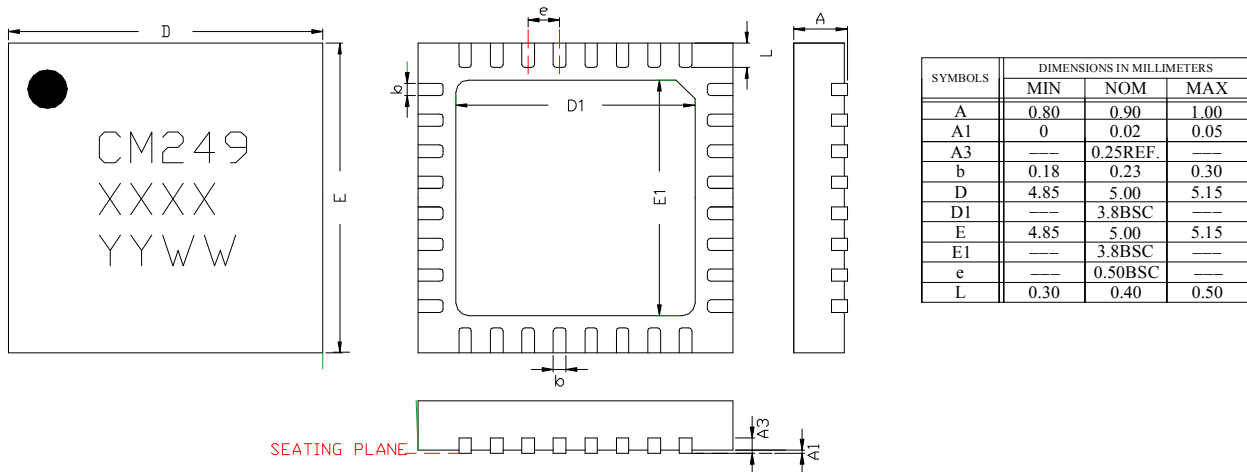 D
CM249
XXXX
YYWW
E
e
L
b
D1
E1
b
A
SEATING PLANE
A3
A1
SYMBOLS DIMENSIONS IN MILLIMETERS
MIN NOM MAX
A 0.80 0.90 1.00
A1 0 0.02 0.05
A3 --- 0.25REF. ---
b 0.18 0.23 0.30
D 4.85 5.00 5.15
D1 --- 3.8BSC ---
E 4.85 5.00 5.15
E1 --- 3.8BSC ---
e --- 0.50BSC ---
L 0.30 0.40 0.50